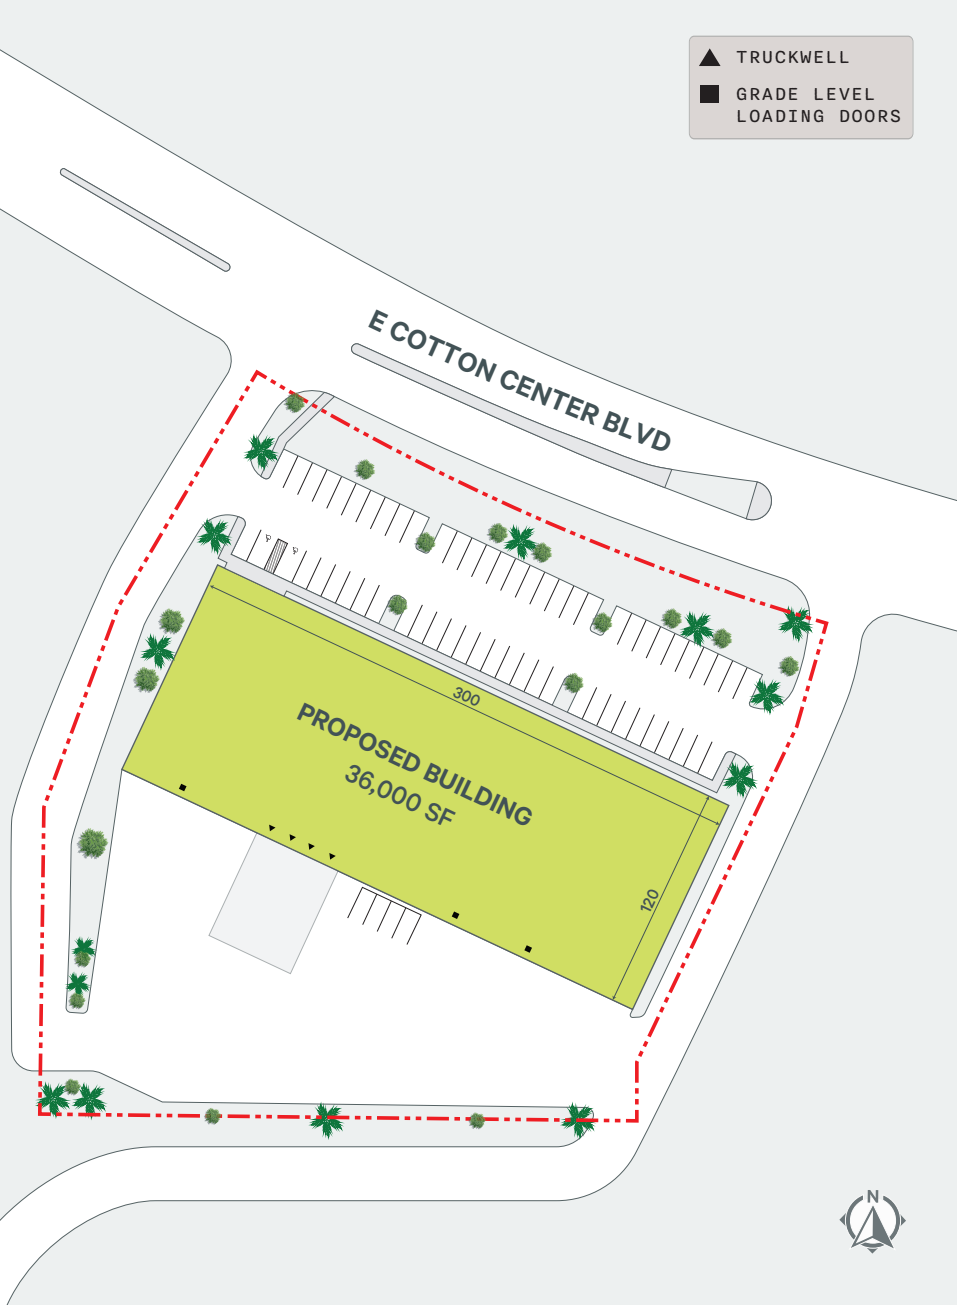 TRUCKWELL
GRADE LEVEL
LOADING DOORS
E COTTON CENTER BLVD
300
PROPOSED BUILDING
36,000 SF
120
N